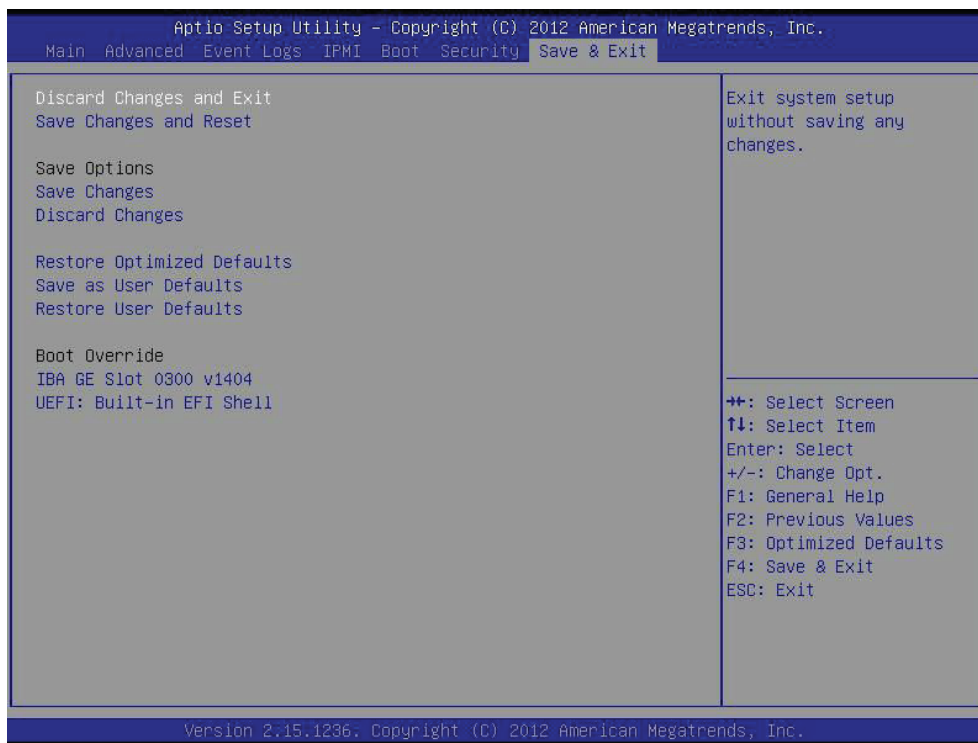 Aptio Setup Utility – Copyright (C) 2012 American Megatrends, Inc.
Main Advanced Event Logs IPMI Boot Security Save & Exit
Discard Changes and Exit
Save Changes and Reset
Save Options
Save Changes
Discard Changes
Restore Optimized Defaults
Save as User Defaults
Restore User Defaults
Boot Override
IBA GE Slot 0300 v1404
UEFI: Built-in EFI Shell
Exit system setup
without saving any
changes.
→←: Select Screen
↑↓: Select Item
Enter: Select
+/-: Change Opt.
F1: General Help
F2: Previous Values
F3: Optimized Defaults
F4: Save & Exit
ESC: Exit
Version 2.15.1236. Copyright (C) 2012 American Megatrends, Inc.